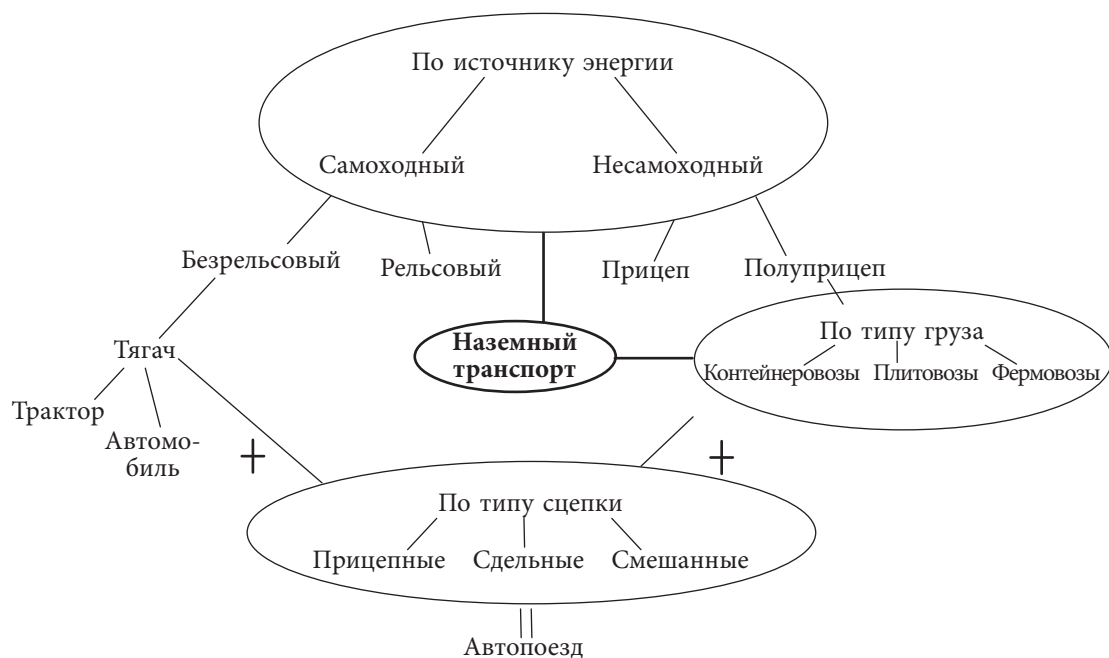 По источнику энергии
Самоходный
Несамоходный
Безрельсовый
Рельсовый
Прицеп
Полуприцеп
Наземный
транспорт
По типу груза
Контейнеровозы
Плитовозы
Фермовозы
Тягач
Трактор
Автомо-
биль
+
+
По типу сцепки
Прицепные
Сдельные
Смешанные
Автопоезд